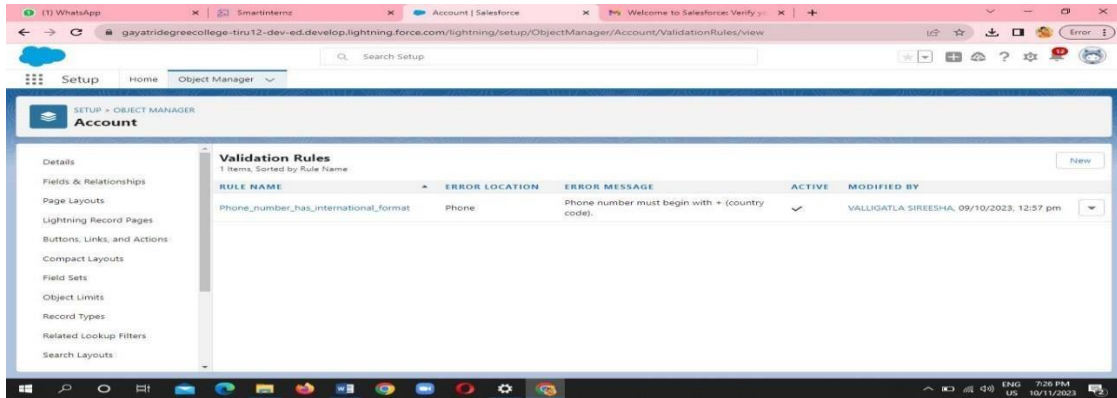 (1) WhatsApp
Smartinternz
Account | Salesforce
Welcome to Salesforce: Verify yo
gayatridegreecollege-tiru12-dev-ed.develop.lightning.force.com/lightning/setup/ObjectManager/Account/ValidationRules/view
Error
Search Setup
12
Setup Home Object Manager
SETUP > OBJECT MANAGER
Account
Details
Fields & Relationships
Page Layouts
Lightning Record Pages
Buttons, Links, and Actions
Compact Layouts
Field Sets
Object Limits
Record Types
Related Lookup Filters
Search Layouts
Validation Rules
1 Items, Sorted by Rule Name
New
RULE NAME ERROR LOCATION ERROR MESSAGE ACTIVE MODIFIED BY
Phone_number_has_international_format Phone Phone number must begin with + (country
code). VALLIGATLA SIREESHA, 09/10/2023, 12:57 pm
ENG 7:26 PM
US 10/11/2023